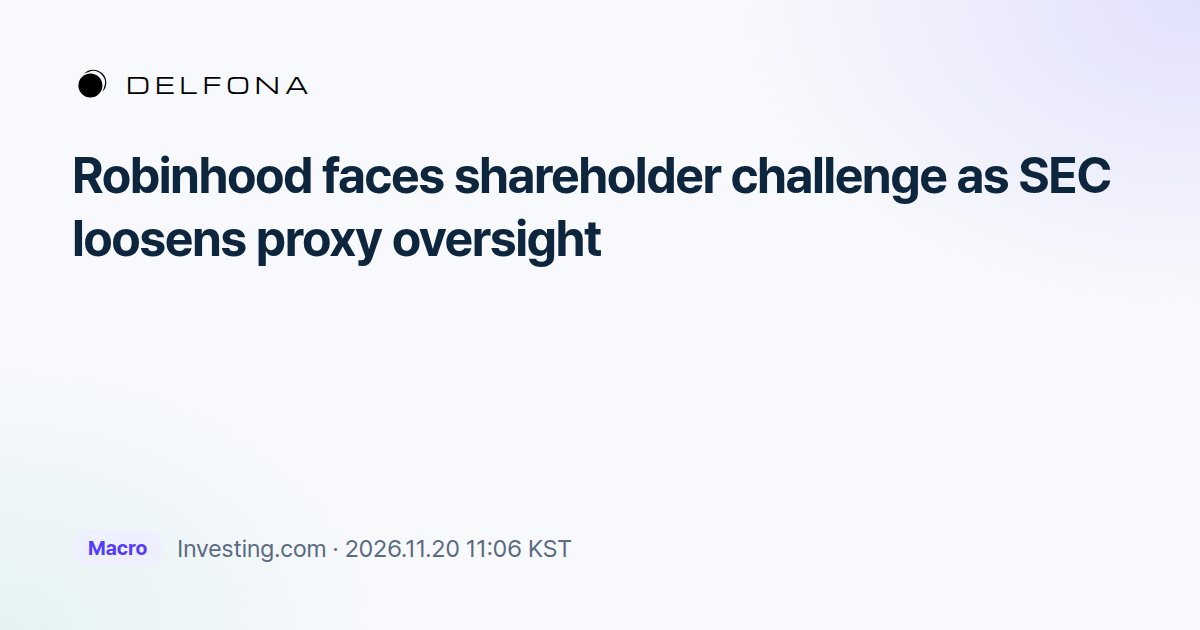 DELFONA
Robinhood faces shareholder challenge as SEC
loosens proxy oversight
Macro Investing.com · 2026.11.20 11:06 KST